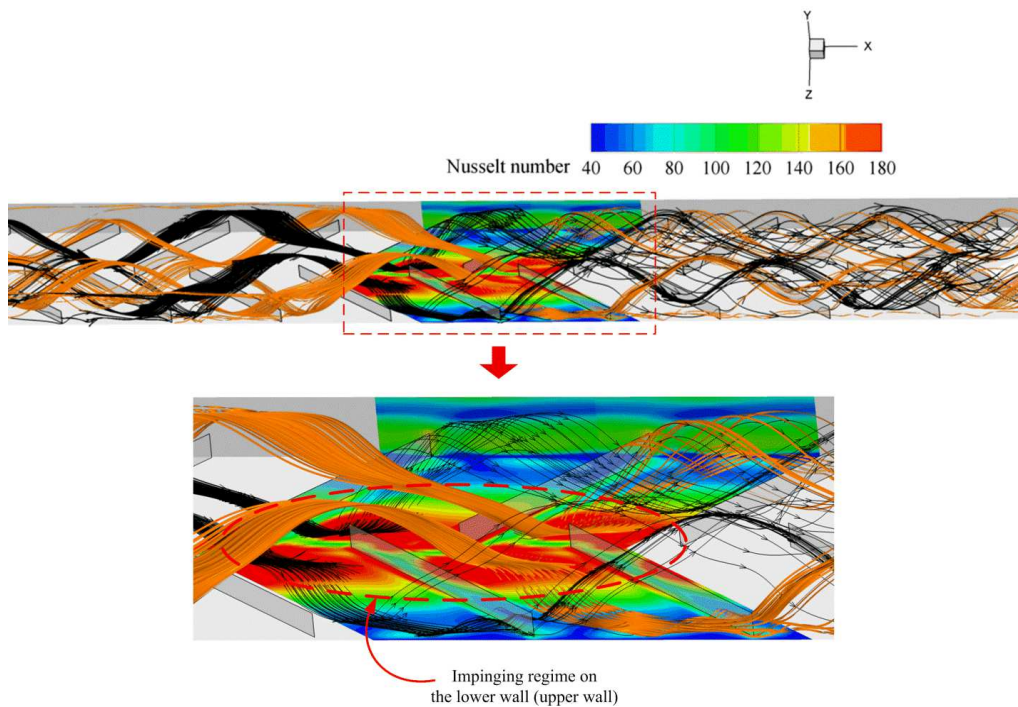 Y
X
Z
Nusselt number 40 60 80 100 120 140 160 180
Impinging regime on
the lower wall (upper wall)